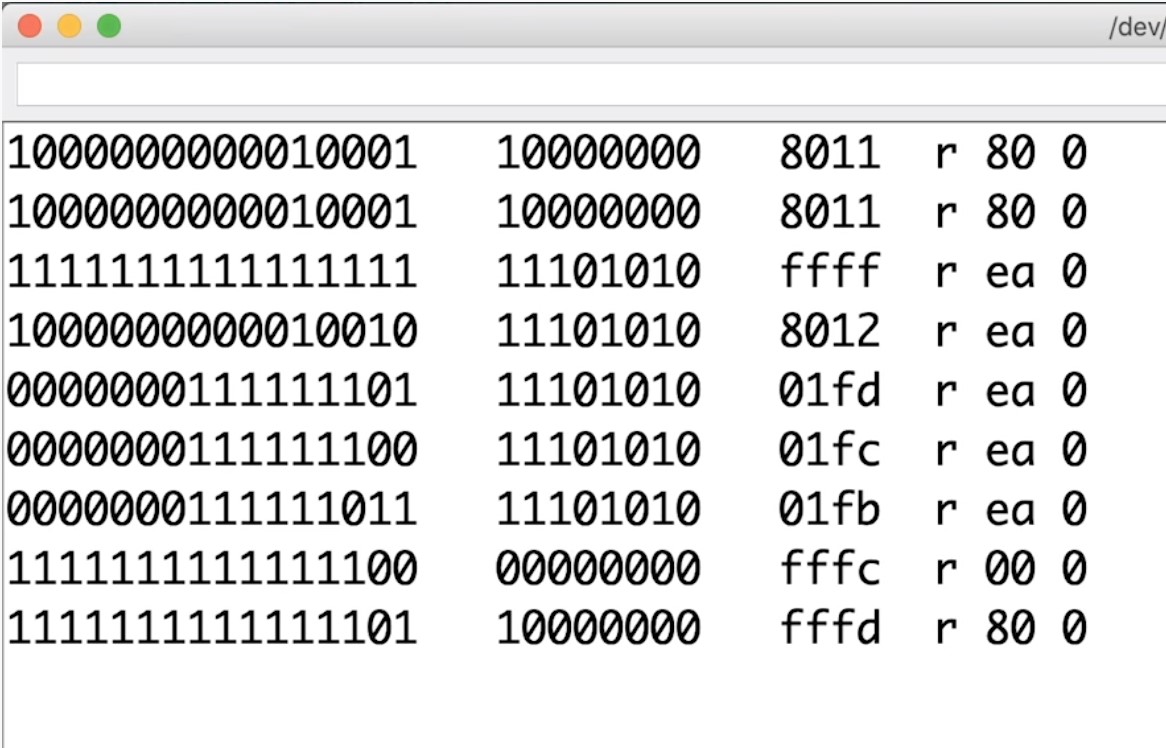 /dev/
1000000000010001 10000000 8011 r 80 0
1000000000010001 10000000 8011 r 80 0
1111111111111111 11101010 ffff r ea 0
1000000000010010 11101010 8012 r ea 0
0000000111111101 11101010 01fd r ea 0
0000000111111100 11101010 01fc r ea 0
0000000111111011 11101010 01fb r ea 0
1111111111111100 00000000 fffc r 00 0
1111111111111101 10000000 fffd r 80 0